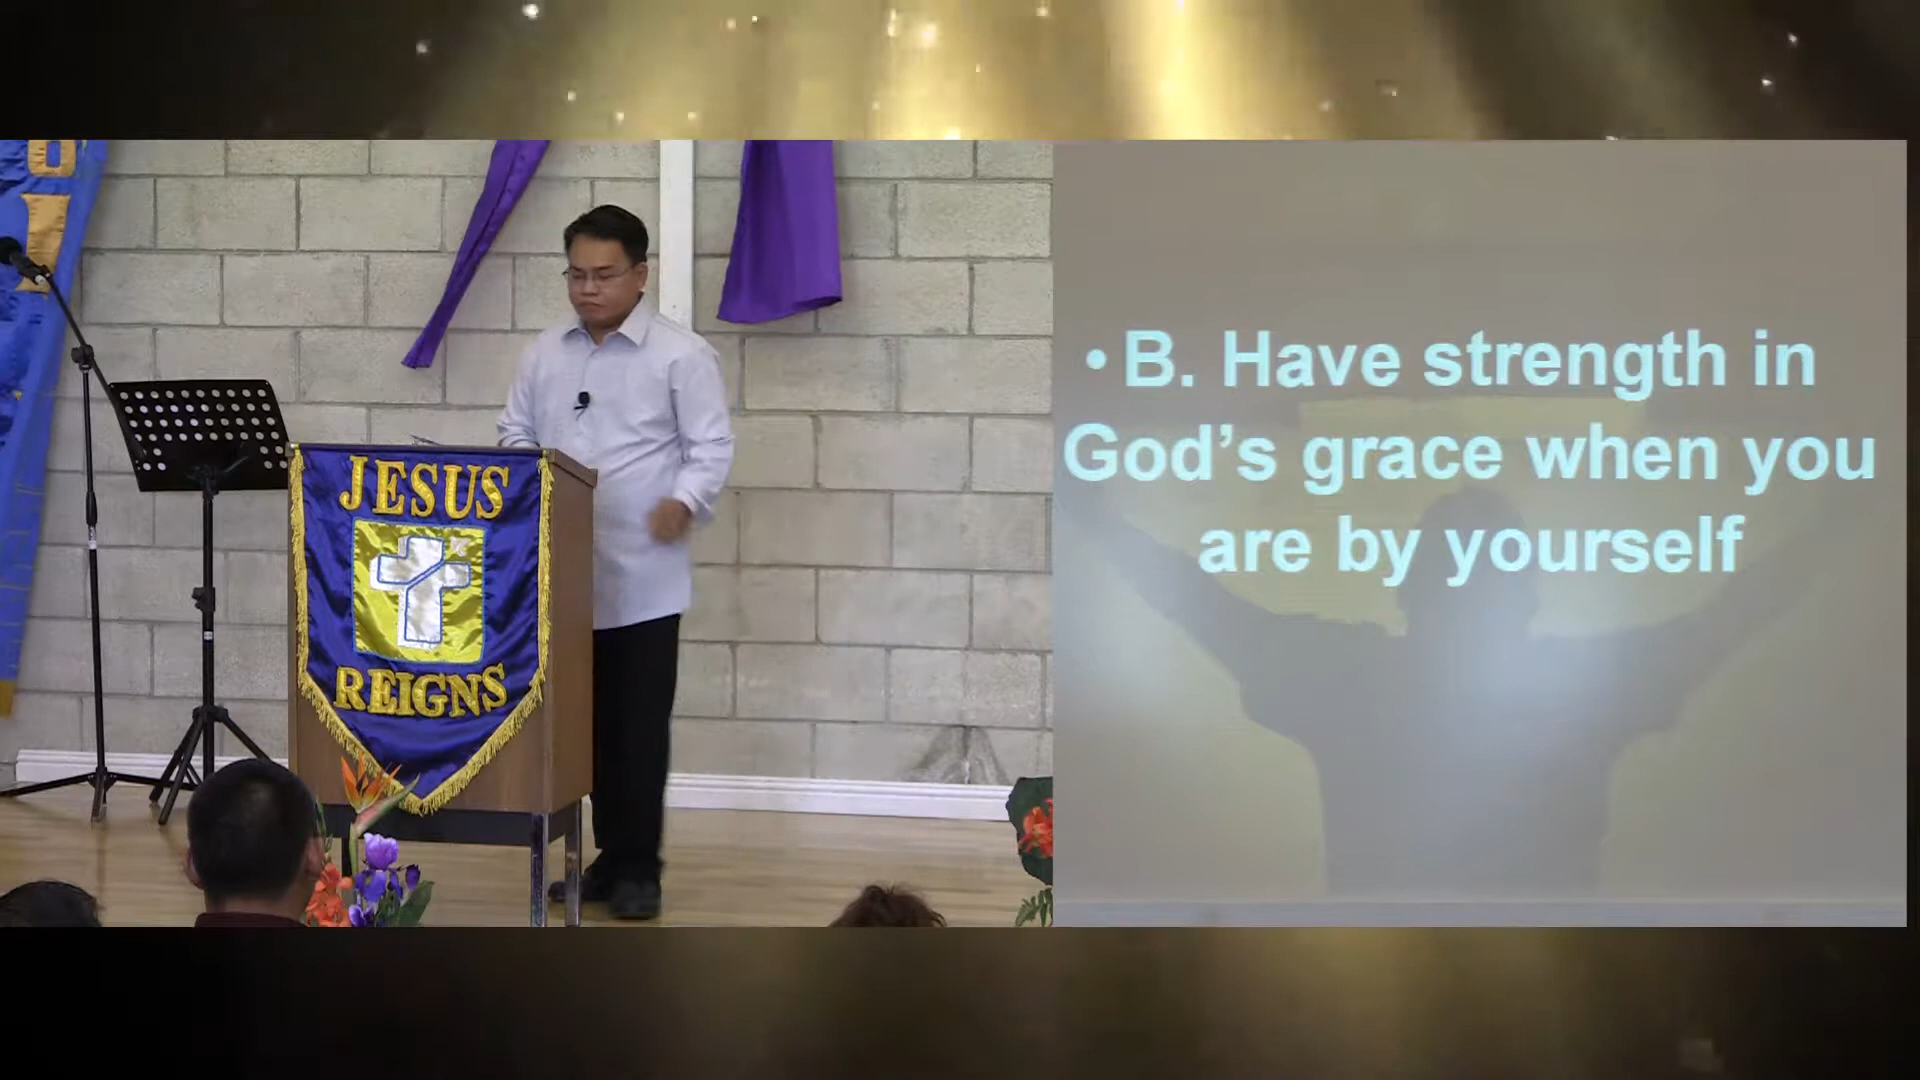 JESUS
REIGNS
• B. Have strength in
God's grace when you
are by yourself